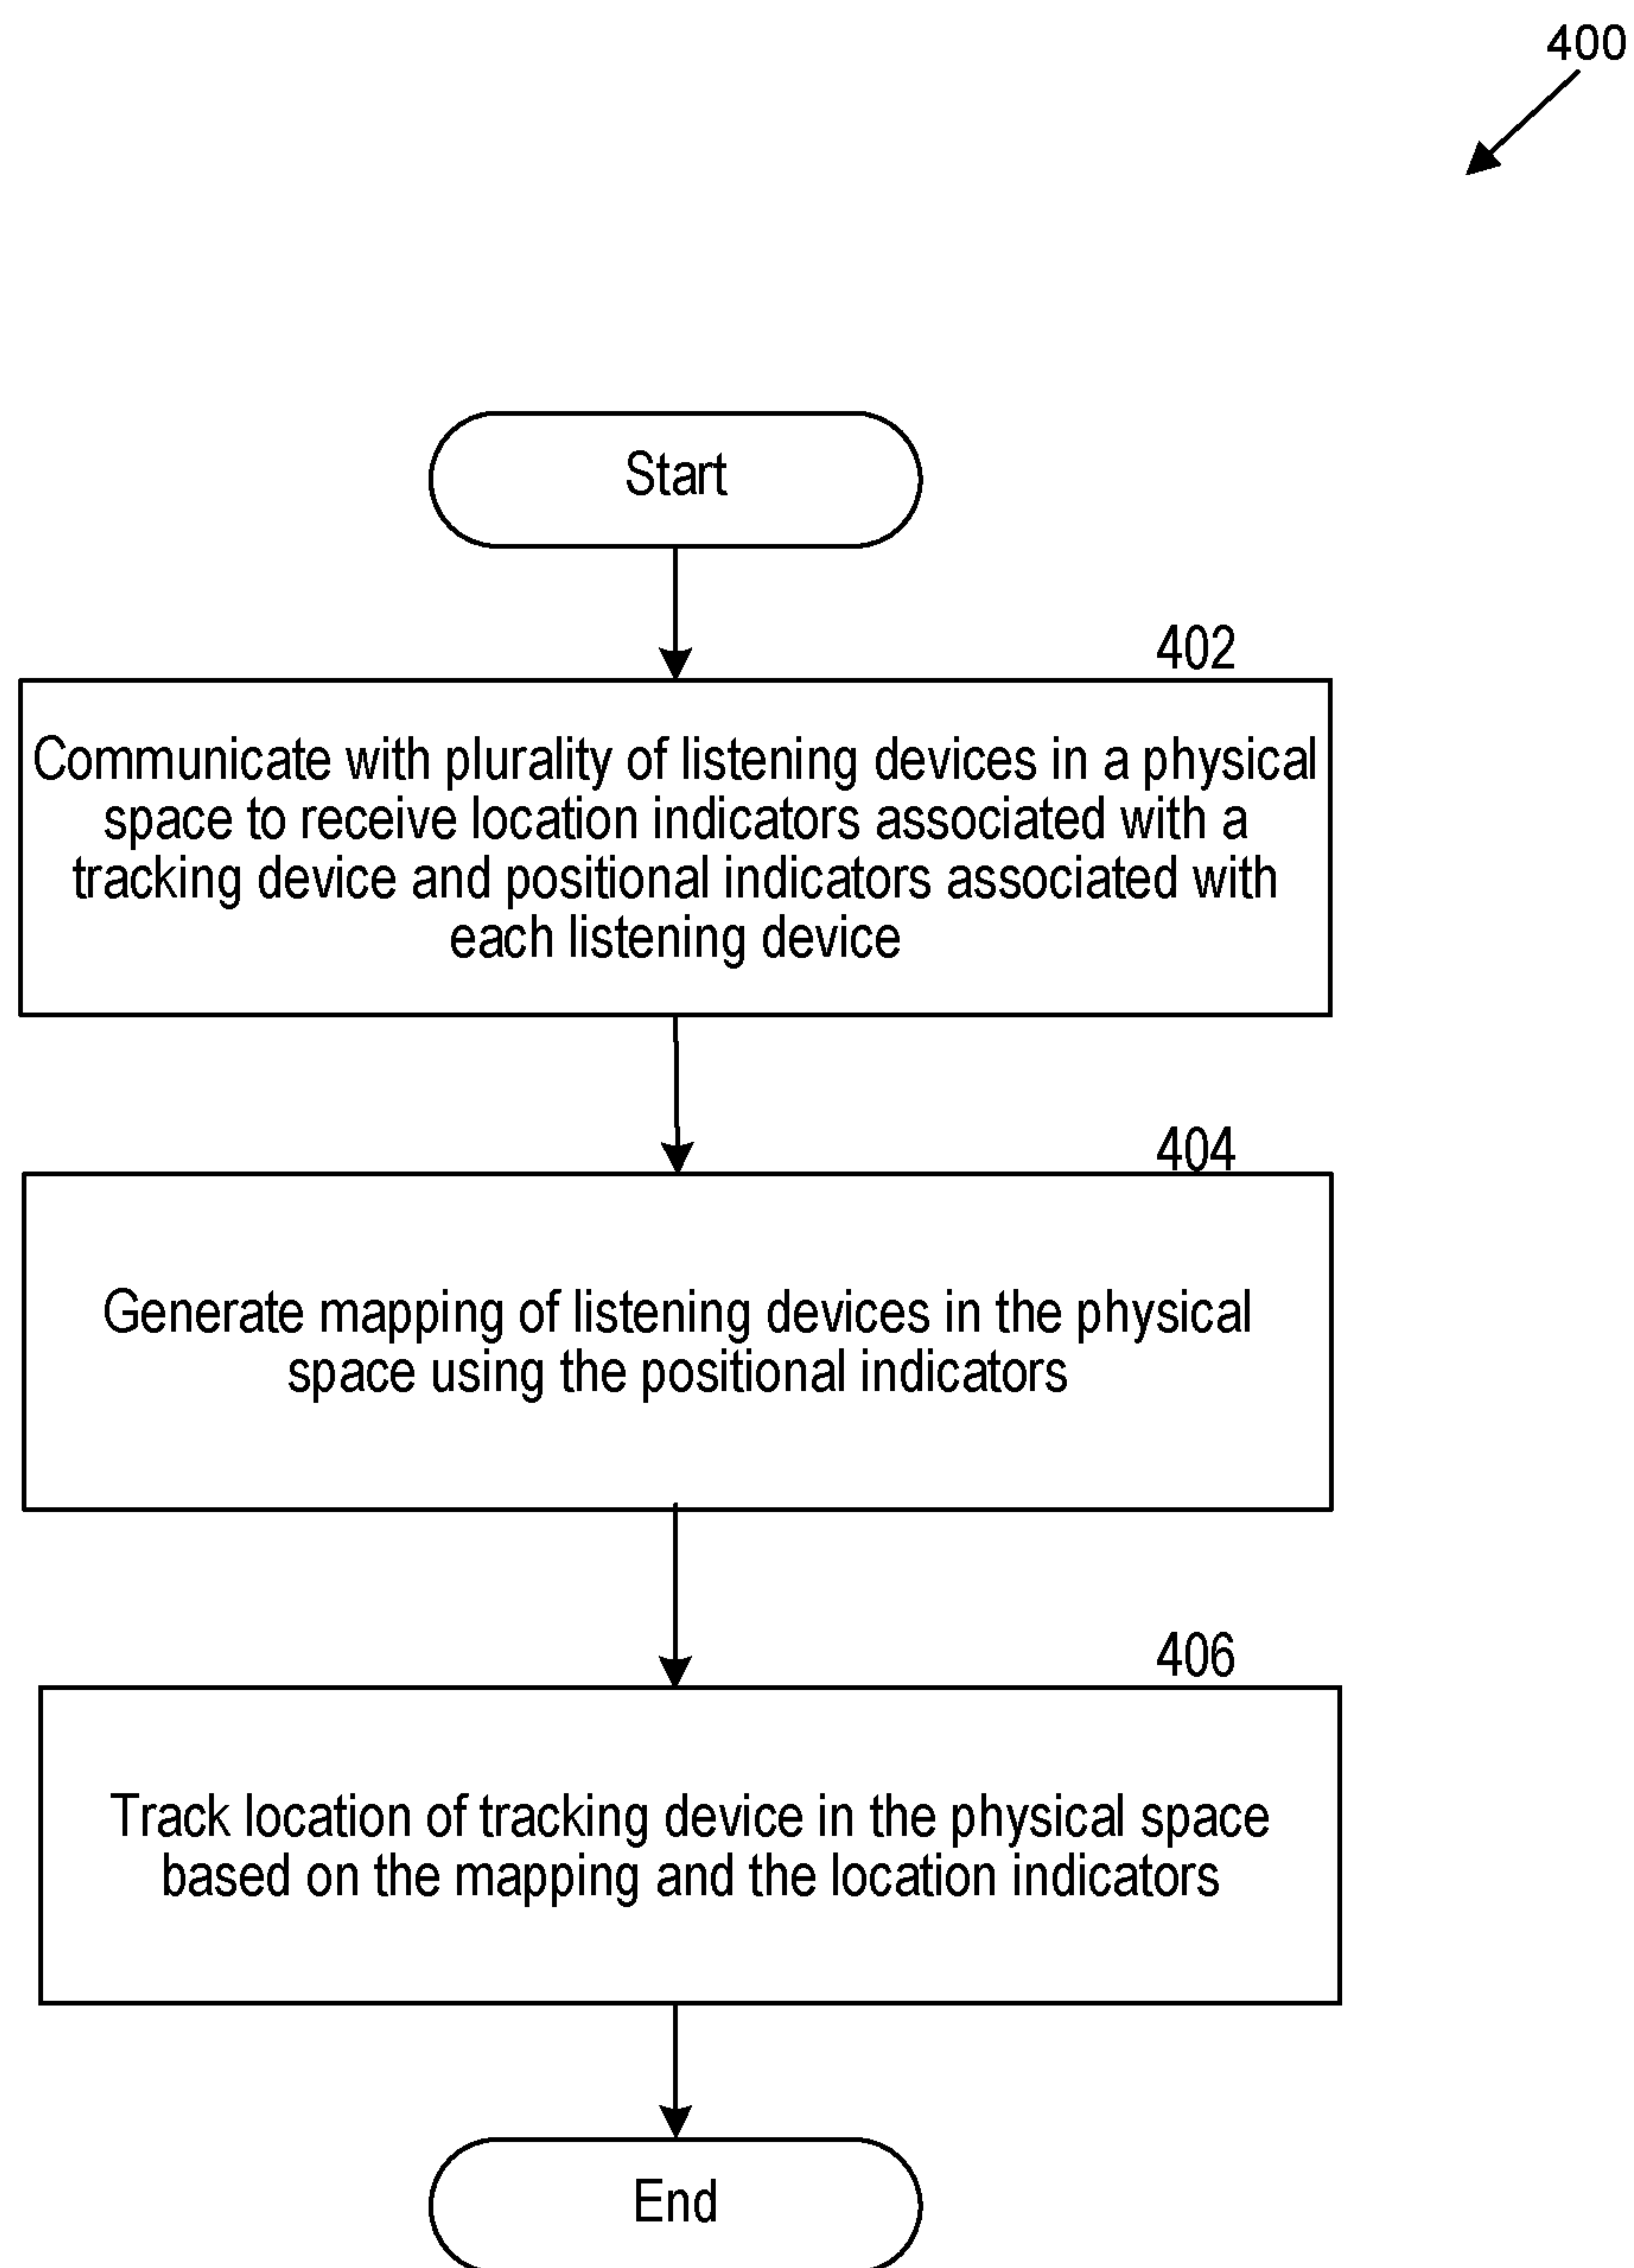 400
Start
402
Communicate with plurality of listening devices in a physical
space to receive location indicators associated with a
tracking device and positional indicators associated with
each listening device
404
Generate mapping of listening devices in the physical
space using the positional indicators
406
Track location of tracking device in the physical space
based on the mapping and the location indicators
End